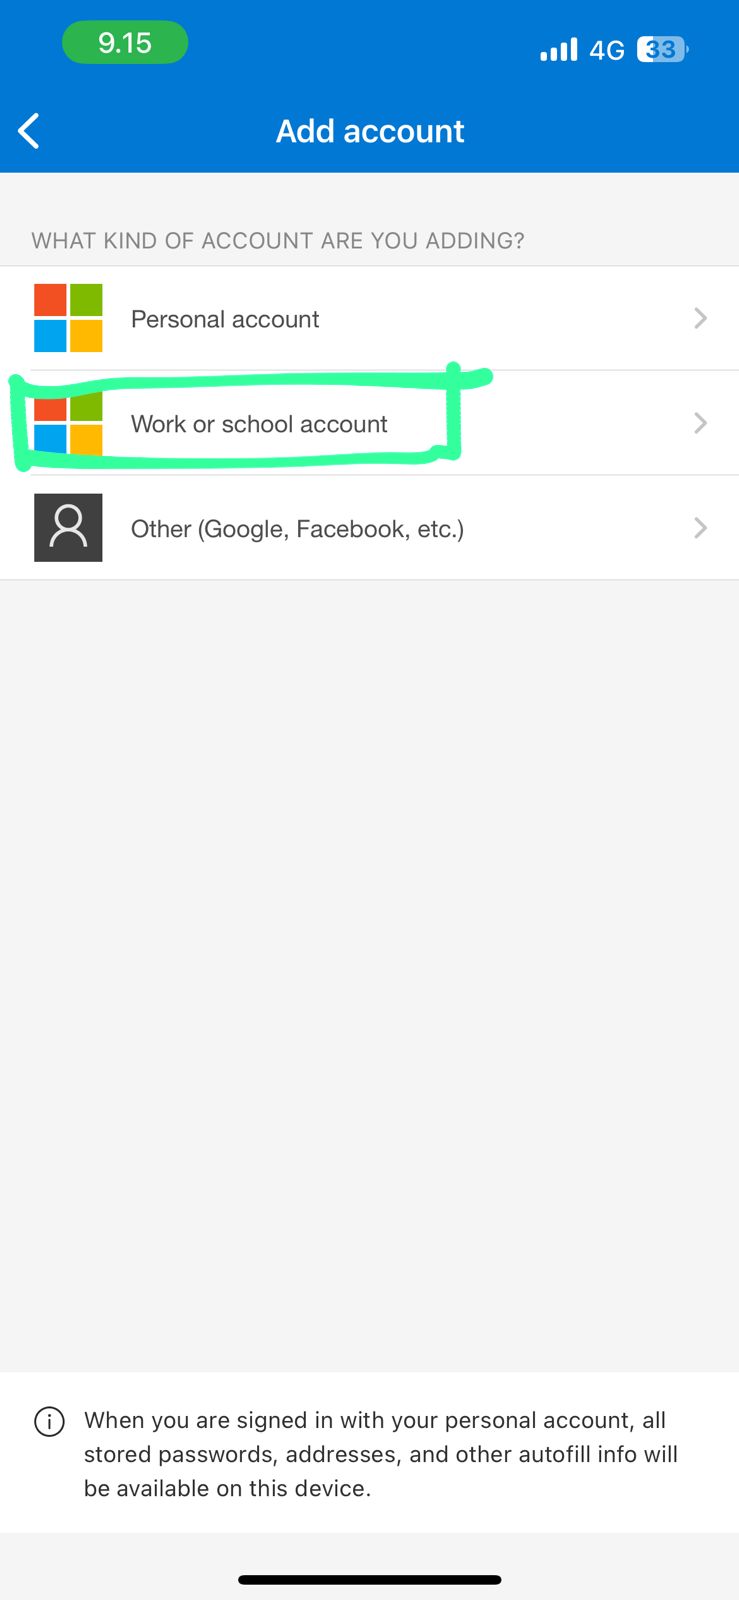 9.15
4G
33
Add account
WHAT KIND OF ACCOUNT ARE YOU ADDING?
Personal account
Work or school account
Other (Google, Facebook, etc.)
When you are signed in with your personal account, all
stored passwords, addresses, and other autofill info will
be available on this device.